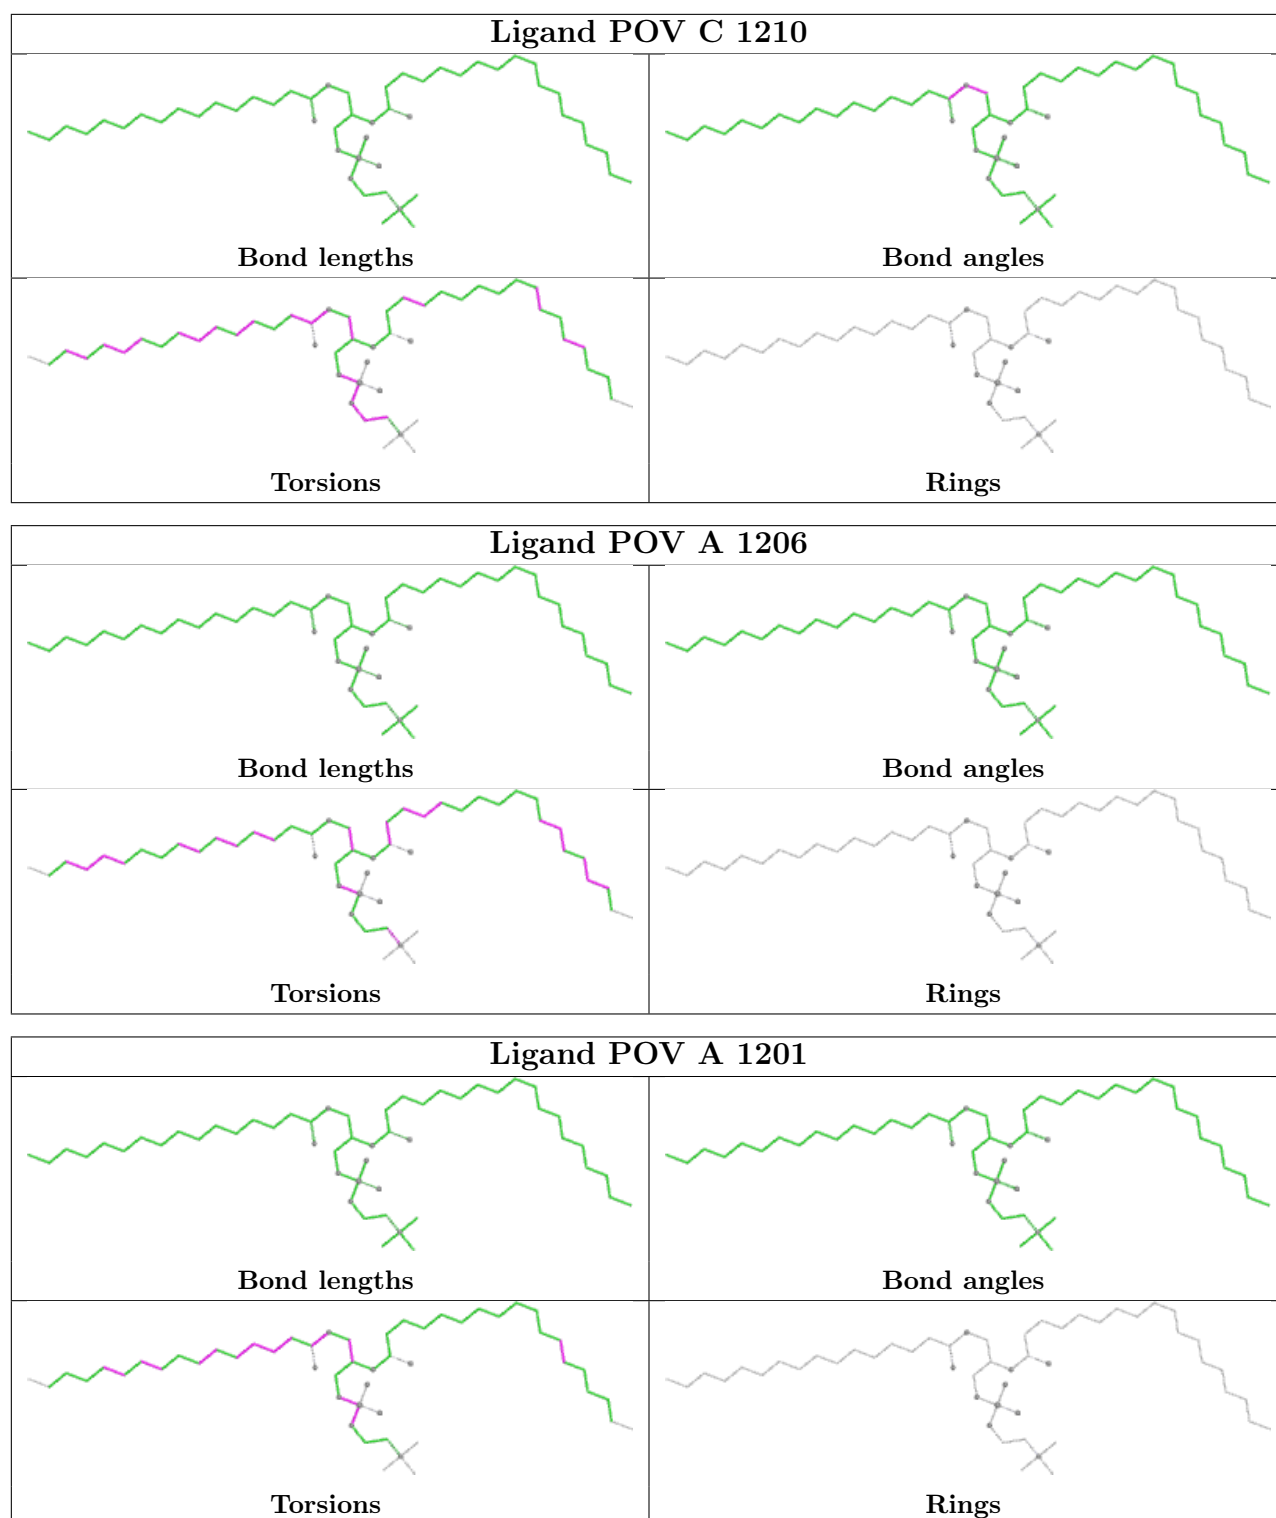 Ligand POV C 1210
Bond lengths
Bond angles
Torsions
Rings
Ligand POV A 1206
Bond lengths
Bond angles
Torsions
Rings
Ligand POV A 1201
Bond lengths
Bond angles
Torsions
Rings